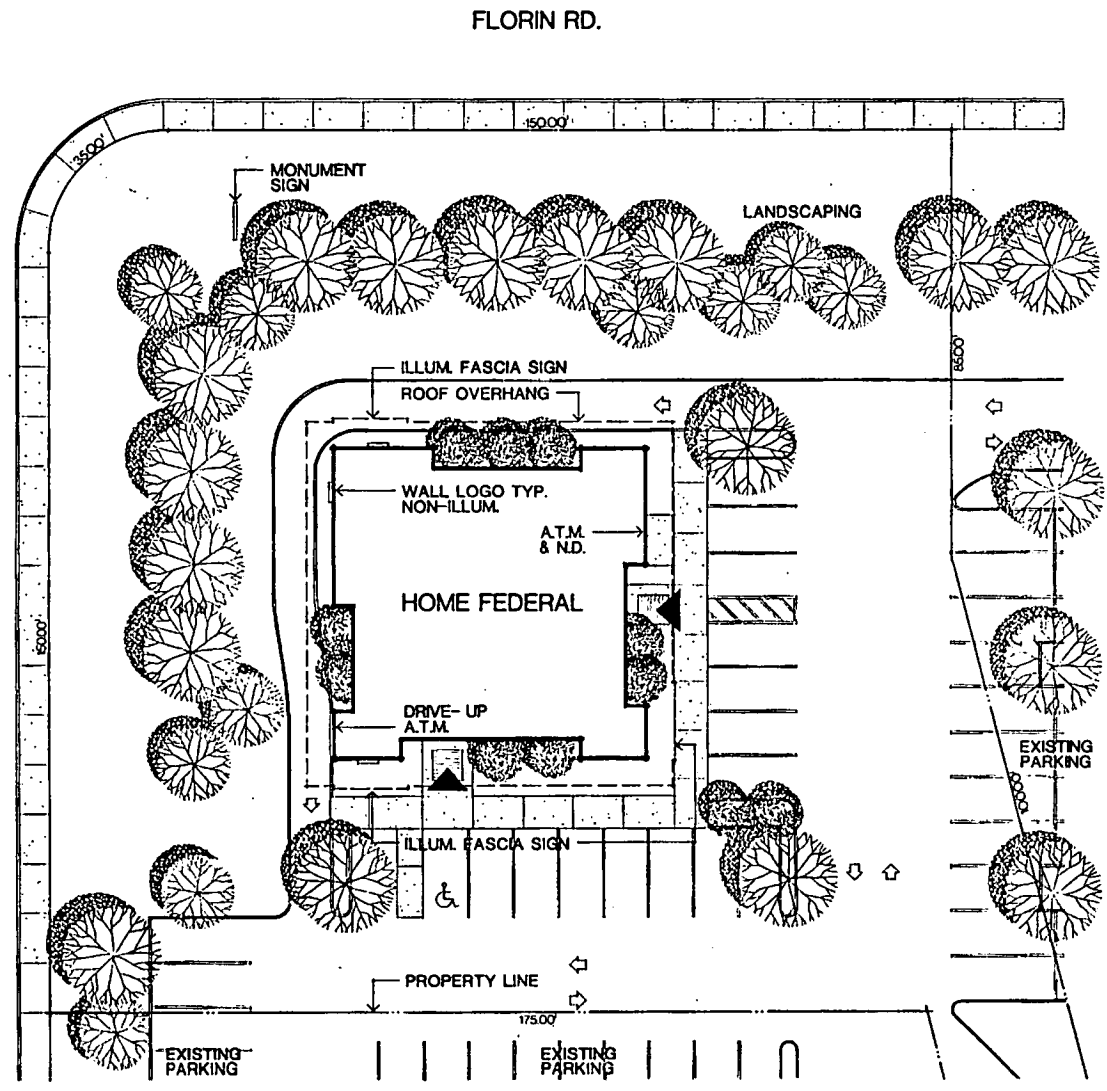 FLORIN RD.
150.00'
35.00'
MONUMENT
SIGN
LANDSCAPING
85.00'
ILLUM. FASCIA SIGN
ROOF OVERHANG
WALL LOGO TYP.
NON-ILLUM.
A.T.M.
& N.D.
HOME FEDERAL
150.00'
DRIVE-UP
A.T.M.
EXISTING
PARKING
ILLUM. FASCIA SIGN
PROPERTY LINE
175.00'
EXISTING
PARKING
EXISTING
PARKING